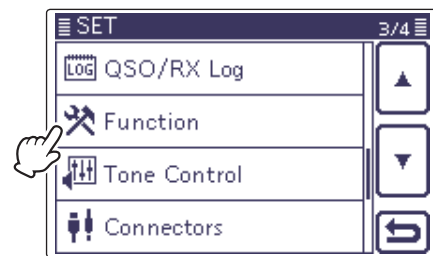 SET 3/4
LOG QSO/RX Log
Function
Tone Control
Connectors